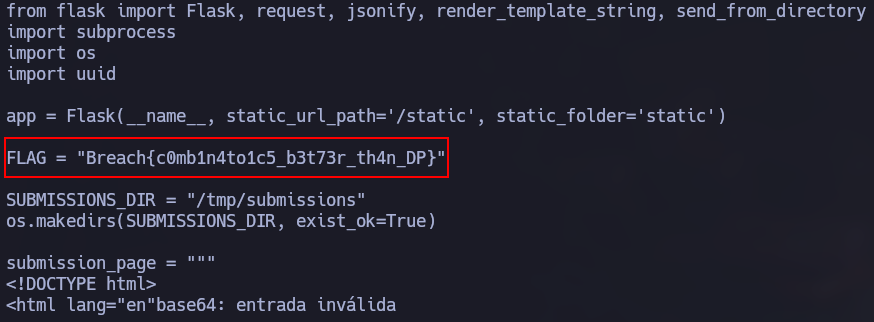 from flask import Flask, request, jsonify, render_template_string, send_from_directory
import subprocess
import os
import uuid
app = Flask(__name__, static_url_path='/static', static_folder='static')
FLAG = "Breach{c0mb1n4to1c5_b3t73r_th4n_DP}"
SUBMISSIONS_DIR = "/tmp/submissions"
os.makedirs(SUBMISSIONS_DIR, exist_ok=True)
submission_page = """
<!DOCTYPE html>
<html lang="en"base64: entrada inválida